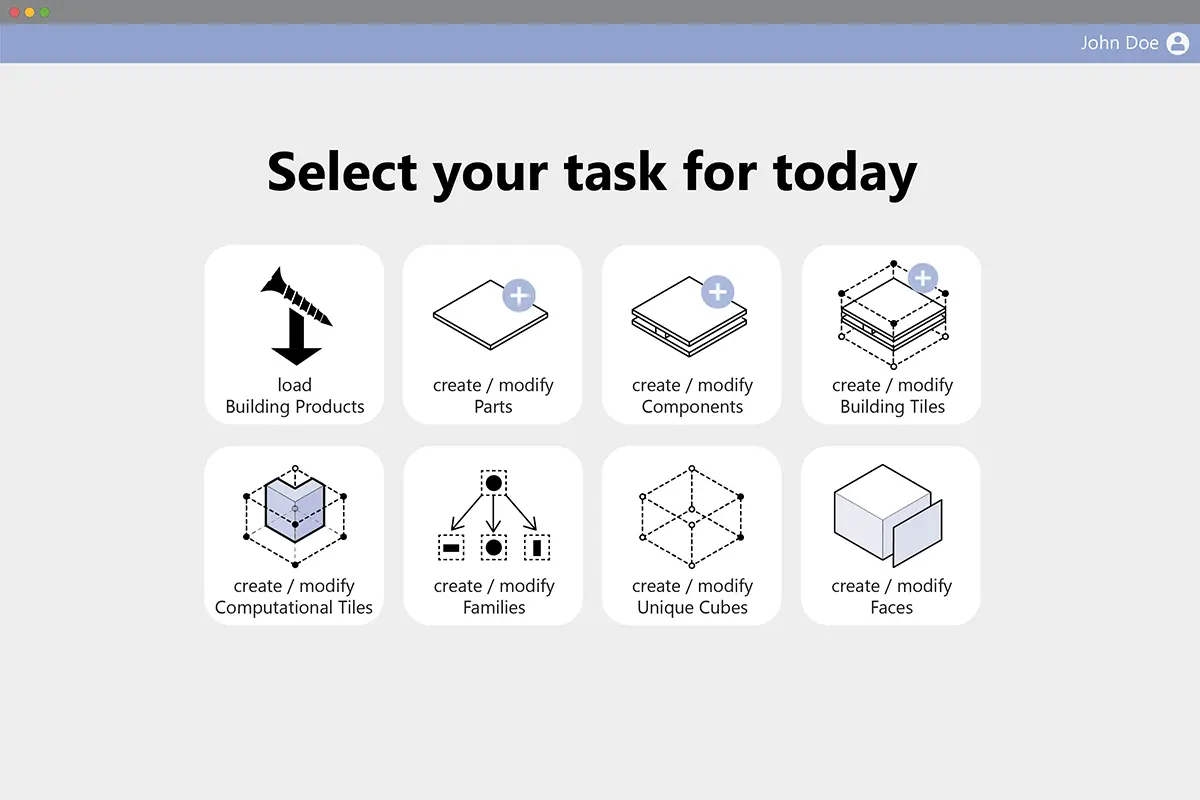 John Doe
Select your task for today
load
Building Products
create / modify
Parts
create / modify
Components
create / modify
Building Tiles
create / modify
Computational Tiles
create / modify
Families
create / modify
Unique Cubes
create / modify
Faces